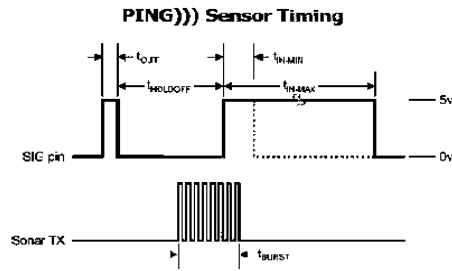 PING))) Sensor Timing
tOUT
tIN-MIN
tHOLDOFF
tIN-MAX
5v
SIG pin
0v
Sonar TX
tBURST